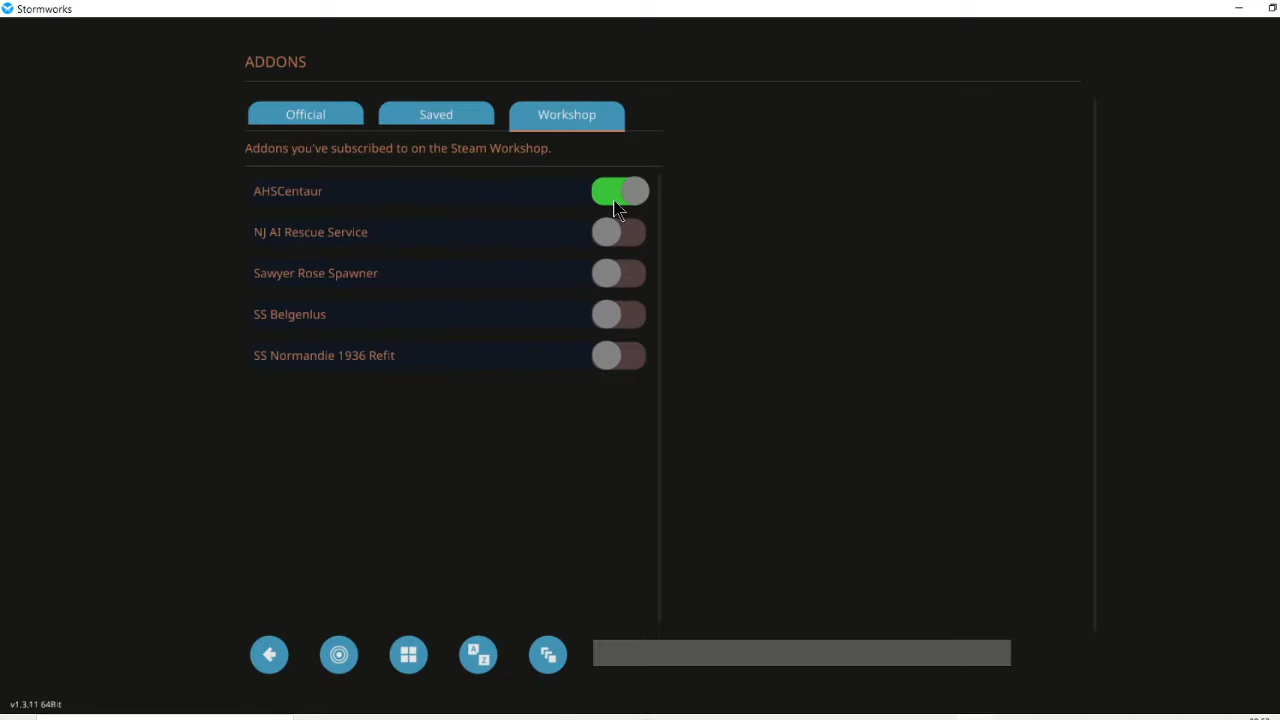 Stormworks
ADDONS
Official
Saved
Workshop
Addons you've subscribed to on the Steam Workshop.
AHSCentaur
NJ AI Rescue Service
Sawyer Rose Spawner
SS Belgenlus
SS Normandie 1936 Refit
A
Z
v1.3.11 64Bit